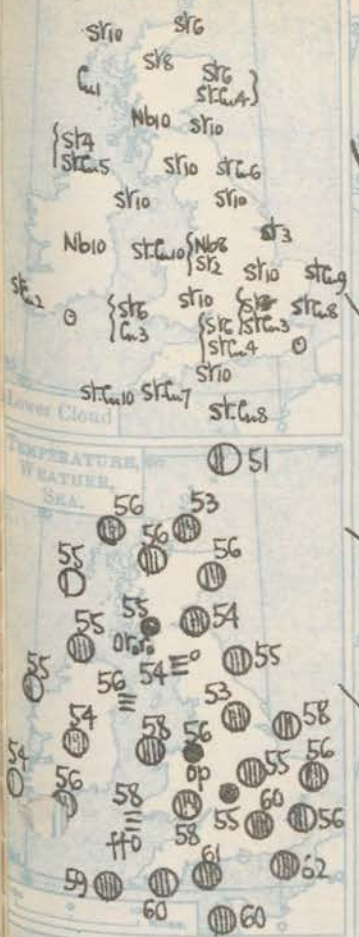 St10 St6
St8
Cu1 St6
St.Cu4
Nb10 St10
St4
St.Cu5
St10 St.Cu6
St10 St10
St3
Nb10 St.Cu10 Nb8
St2
St10 St.Cu9
St.Cu2
St6 St10 St.Cu8
Cu3 St6 St.Cu3
St.Cu4
St10
St.Cu10 St.Cu7
St.Cu8
Lower Cloud
TEMPERATURE,
WEATHER,
SEA.
51
56 53
56
55 56
55
54
55 or.r.
54 55
55 56
53
54 58 56 58
54 op 55 56
56 58 55 60 56
ffo 58
61 62
59 60
60